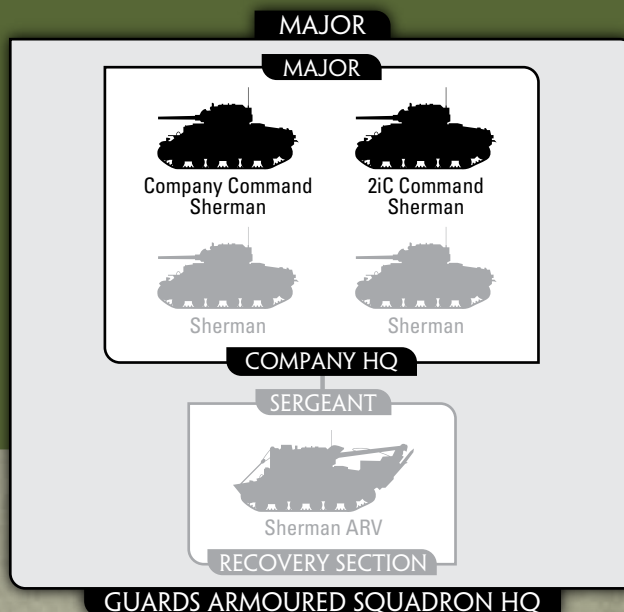 MAJOR
MAJOR
Company Command
Sherman
2iC Command
Sherman
Sherman
Sherman
COMPANY HQ
SERGEANT
Sherman ARV
RECOVERY SECTION
GUARDS ARMOURED SQUADRON HQ